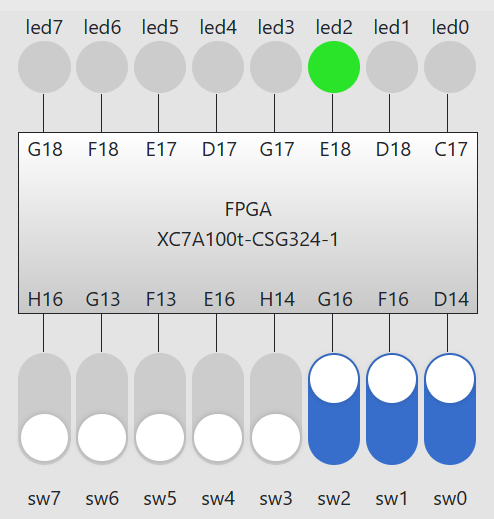 led7 led6 led5 led4 led3 led2 led1 led0
G18 F18 E17 D17 G17 E18 D18 C17
FPGA
XC7A100t-CSG324-1
H16 G13 F13 E16 H14 G16 F16 D14
sw7 sw6 sw5 sw4 sw3 sw2 sw1 sw0